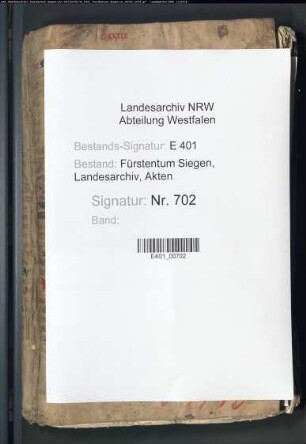 Landesarchiv NRW
Abteilung Westfalen
Bestands-Signatur: E 401
Bestand: Fürstentum Siegen,
Landesarchiv, Akten
Signatur: Nr. 702
Band:
E401_00702